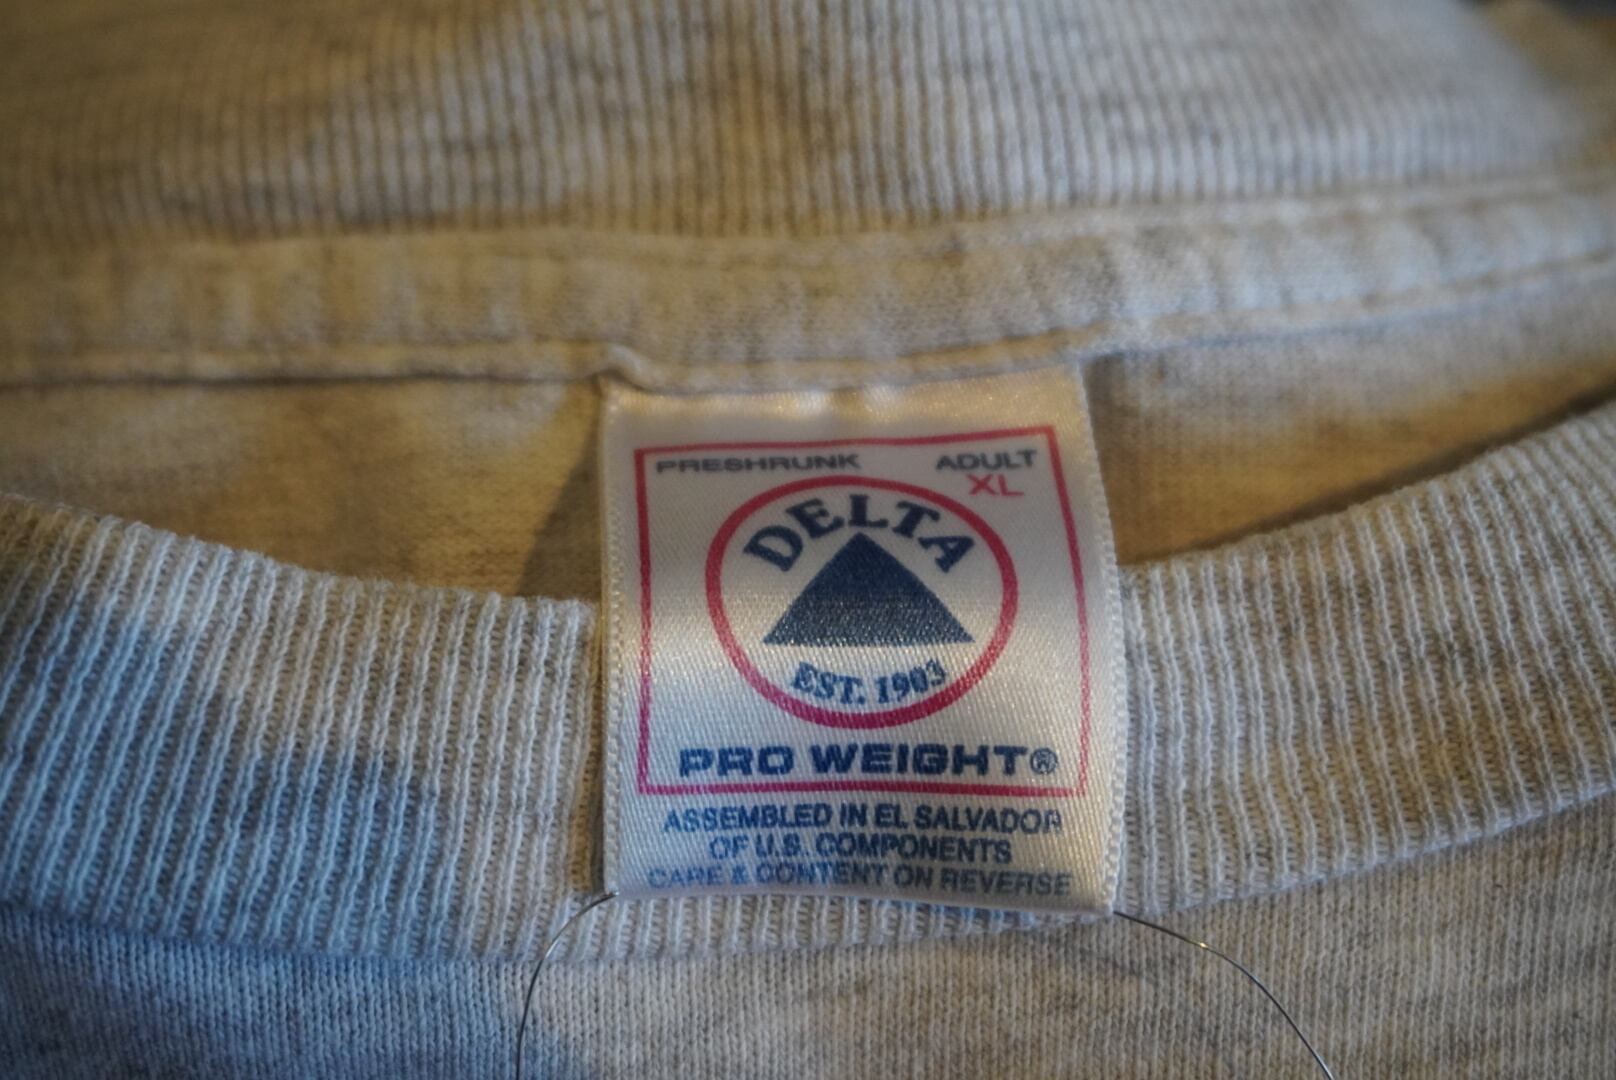 PRESHRUNK ADULT
XL
DELTA
EST. 1903
PRO WEIGHT®
ASSEMBLED IN EL SALVADOR
OF U.S. COMPONENTS
CARE & CONTENT ON REVERSE